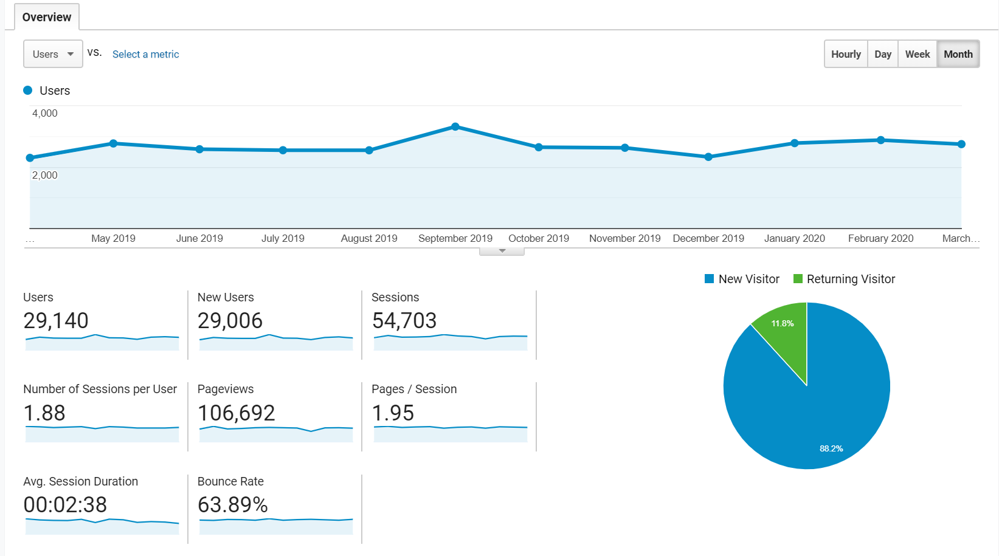 Overview
Users
vs.
Select a metric
Hourly Day Week Month
Users
4,000
2,000
... May 2019 June 2019 July 2019 August 2019 September 2019 October 2019 November 2019 December 2019 January 2020 February 2020 March...
New Visitor Returning Visitor
Users
29,140
New Users
29,006
Sessions
54,703
Number of Sessions per User
1.88
Pageviews
106,692
Pages / Session
1.95
Avg. Session Duration
00:02:38
Bounce Rate
63.89%
11.8%
88.2%